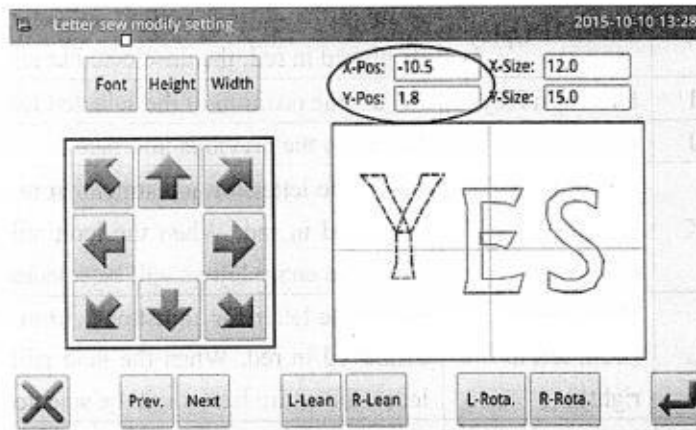 Letter sew modify setting 2015-10-10 13:28
X-Pos: -10.5 X-Size: 12.0
Font Height Width
Y-Pos: 1.8 Y-Size: 15.0
YES
Prev. Next L-Lean R-Lean L-Rota. R-Rota.